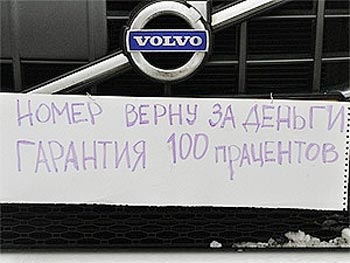 VOLVO
НОМЕР ВЕРНУ ЗА ДЕНЬГИ
ГАРАНТИЯ 100 ПРАЦЕНТОВ